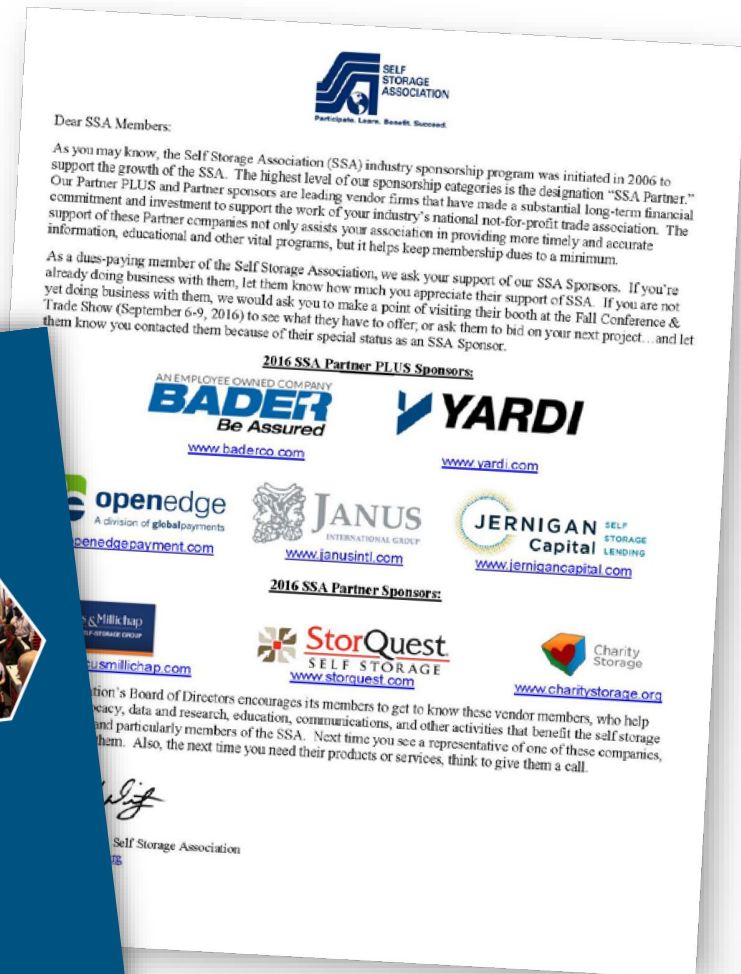 SELF
STORAGE
ASSOCIATION
Participate. Learn. Benefit. Succeed.
Dear SSA Members:
As you may know, the Self Storage Association (SSA) industry sponsorship program was initiated in 2006 to
support the growth of the SSA. The highest level of our sponsorship categories is the designation “SSA Partner.”
Our Partner PLUS and Partner sponsors are leading vendor firms that have made a substantial long-term financial
commitment and investment to support the work of your industry’s national not-for-profit trade association. The
support of these Partner companies not only assists your association in providing more timely and accurate
information, educational and other vital programs, but it helps keep membership dues to a minimum.
As a dues-paying member of the Self Storage Association, we ask your support of our SSA Sponsors. If you’re
already doing business with them, let them know how much you appreciate their support of SSA. If you are not
yet doing business with them, we would ask you to make a point of visiting their booth at the Fall Conference &
Trade Show (September 6-9, 2016) to see what they have to offer; or ask them to bid on your next project…and let
them know you contacted them because of their special status as an SSA Sponsor.
2016 SSA Partner PLUS Sponsors:
AN EMPLOYEE OWNED COMPANY
BADER
Be Assured
www.baderco.com
YARDI
www.yardi.com
openedge
A division of globalpayments
penedgepayment.com
JANUS
INTERNATIONAL GROUP
www.janusintl.com
JERNIGAN SELF
Capital STORAGE
LENDING
www.jernigancapital.com
2016 SSA Partner Sponsors:
&Millichap
LF-STORAGE GROUP
usmillichap.com
StorQuest
SELF STORAGE
www.storquest.com
Charity
Storage
www.charitystorage.org
tion’s Board of Directors encourages its members to get to know these vendor members, who help
cacy, data and research, education, communications, and other activities that benefit the self storage
and particularly members of the SSA. Next time you see a representative of one of these companies,
them. Also, the next time you need their products or services, think to give them a call.
Self Storage Association
rg